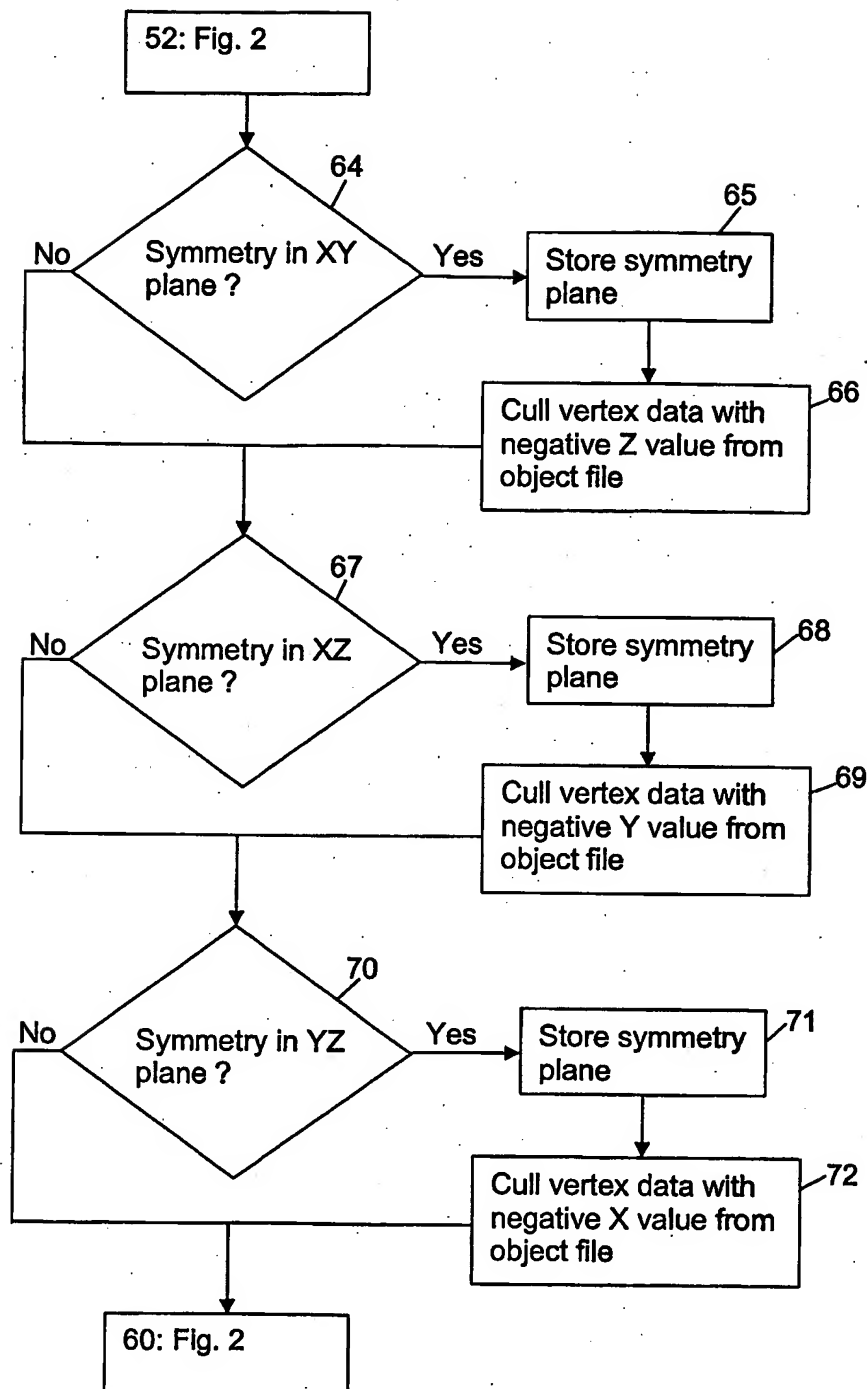 52: Fig. 2
64
Symmetry in XY
plane ?
No
Yes
65
Store symmetry
plane
66
Cull vertex data with
negative Z value from
object file
67
Symmetry in XZ
plane ?
No
Yes
68
Store symmetry
plane
69
Cull vertex data with
negative Y value from
object file
70
Symmetry in YZ
plane ?
No
Yes
71
Store symmetry
plane
72
Cull vertex data with
negative X value from
object file
60: Fig. 2